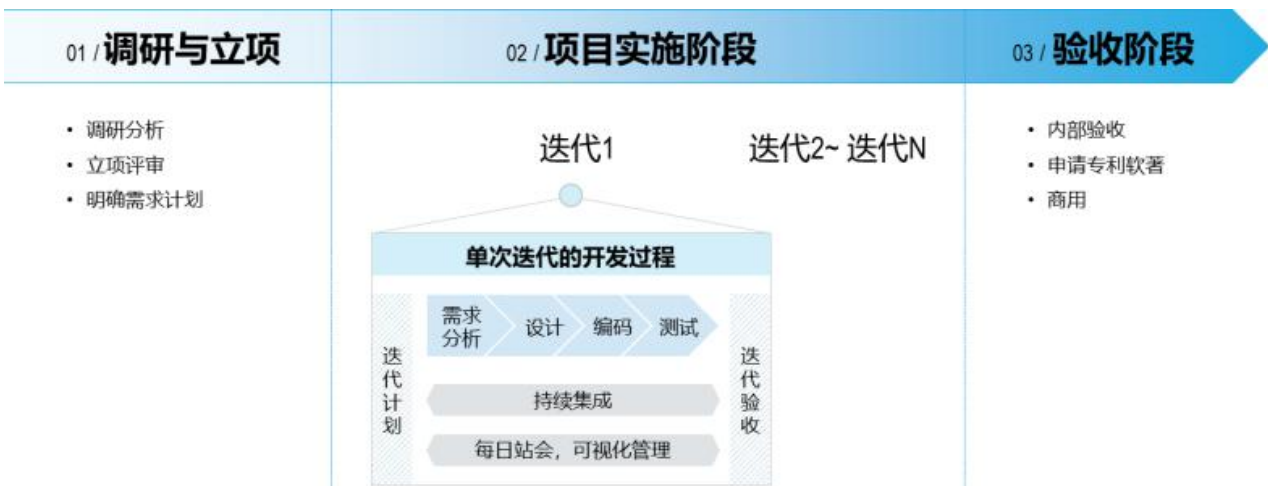 01 / 调研与立项
02 / 项目实施阶段
03 / 验收阶段
• 调研分析
• 立项评审
• 明确需求计划
迭代1
迭代2~ 迭代N
单次迭代的开发过程
迭代计划
需求
分析
设计
编码
测试
持续集成
每日站会，可视化管理
迭代验收
• 内部验收
• 申请专利软著
• 商用